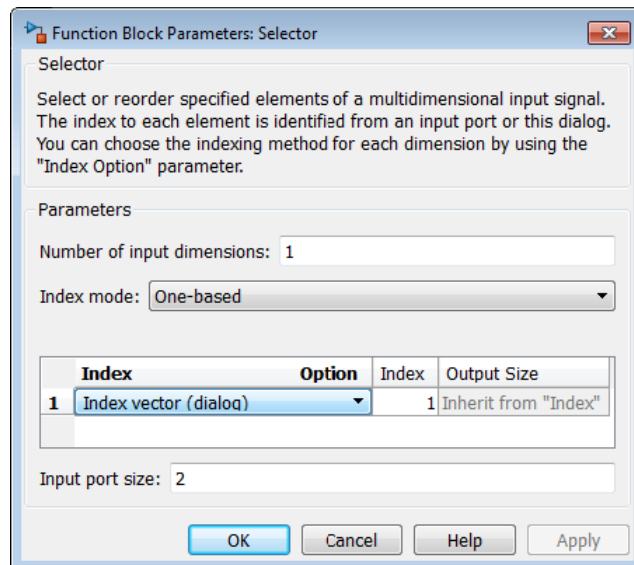 Function Block Parameters: Selector
Selector
Select or reorder specified elements of a multidimensional input signal.
The index to each element is identified from an input port or this dialog.
You can choose the indexing method for each dimension by using the
"Index Option" parameter.
Parameters
Number of input dimensions: 1
Index mode: One-based
Index Option Index Output Size
1 Index vector (dialog) 1 Inherit from "Index"
Input port size: 2
OK Cancel Help Apply